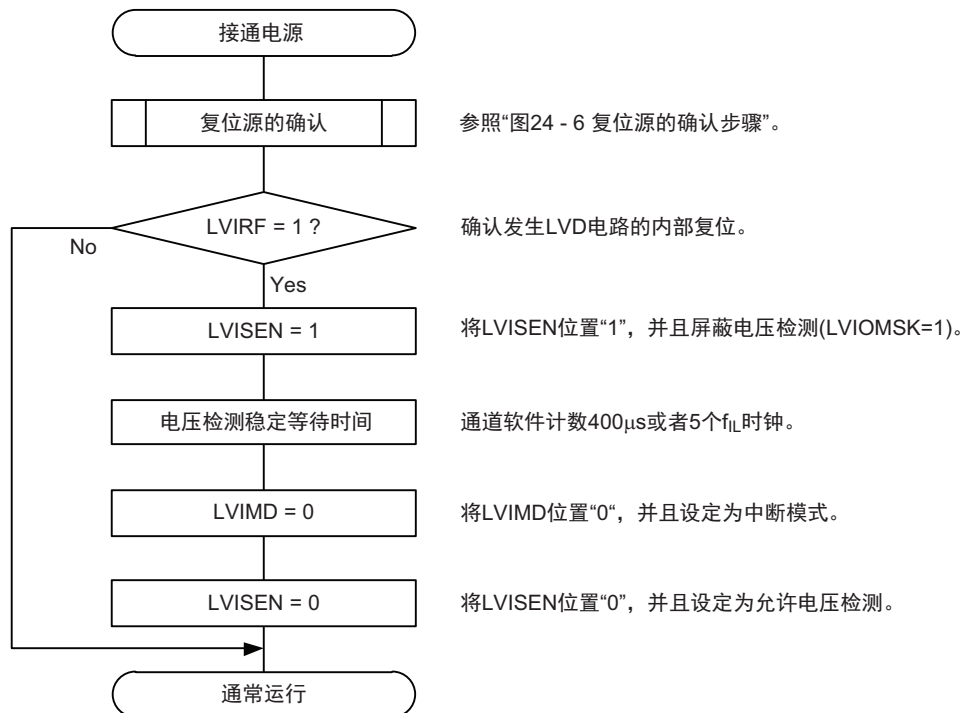 接通电源
复位源的确认
参照“图24 - 6 复位源的确认步骤”。
LVIRF = 1 ?
确认发生LVD电路的内部复位。
No
Yes
LVISEN = 1
将LVISEN位置“1”，并且屏蔽电压检测(LVIOMSK=1)。
电压检测稳定等待时间
通道软件计数400μs或者5个fIL时钟。
LVIMD = 0
将LVIMD位置“0“，并且设定为中断模式。
LVISEN = 0
将LVISEN位置“0”，并且设定为允许电压检测。
通常运行